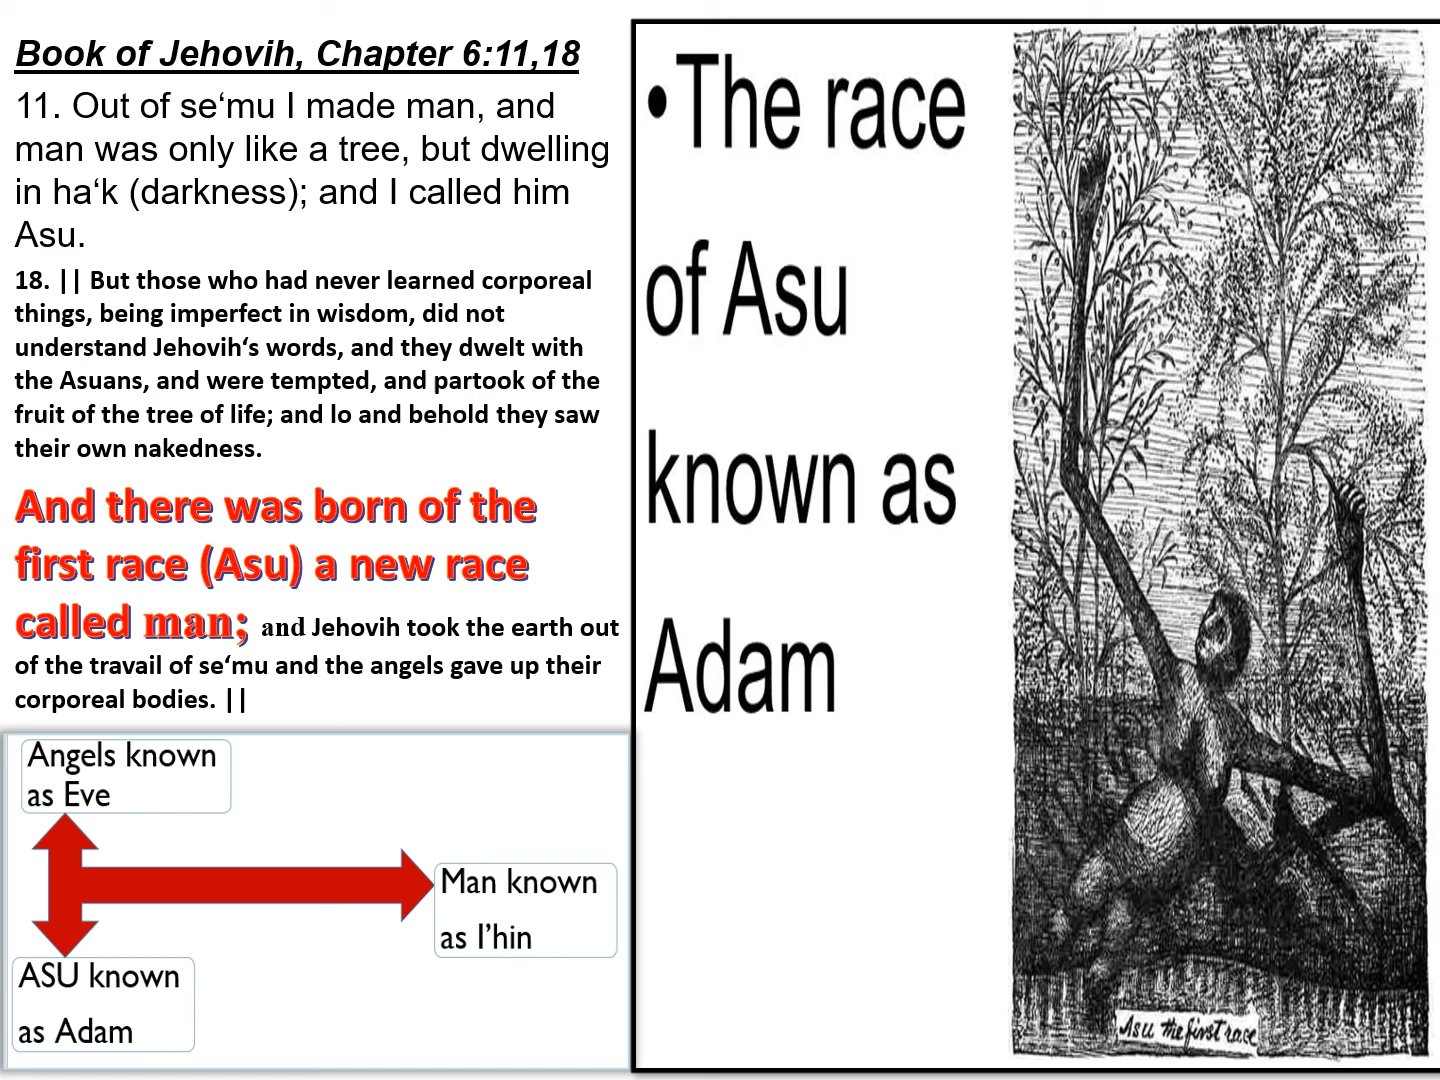 Book of Jehovih, Chapter 6:11,18
11. Out of se‘mu I made man, and
man was only like a tree, but dwelling
in ha‘k (darkness); and I called him
Asu.
18. || But those who had never learned corporeal
things, being imperfect in wisdom, did not
understand Jehovih‘s words, and they dwelt with
the Asuans, and were tempted, and partook of the
fruit of the tree of life; and lo and behold they saw
their own nakedness.
And there was born of the
first race (Asu) a new race
called man; and Jehovih took the earth out
of the travail of se‘mu and the angels gave up their
corporeal bodies. ||
Angels known
as Eve
Man known
as I’hin
ASU known
as Adam
•The race
of Asu
known as
Adam
Asu the first race